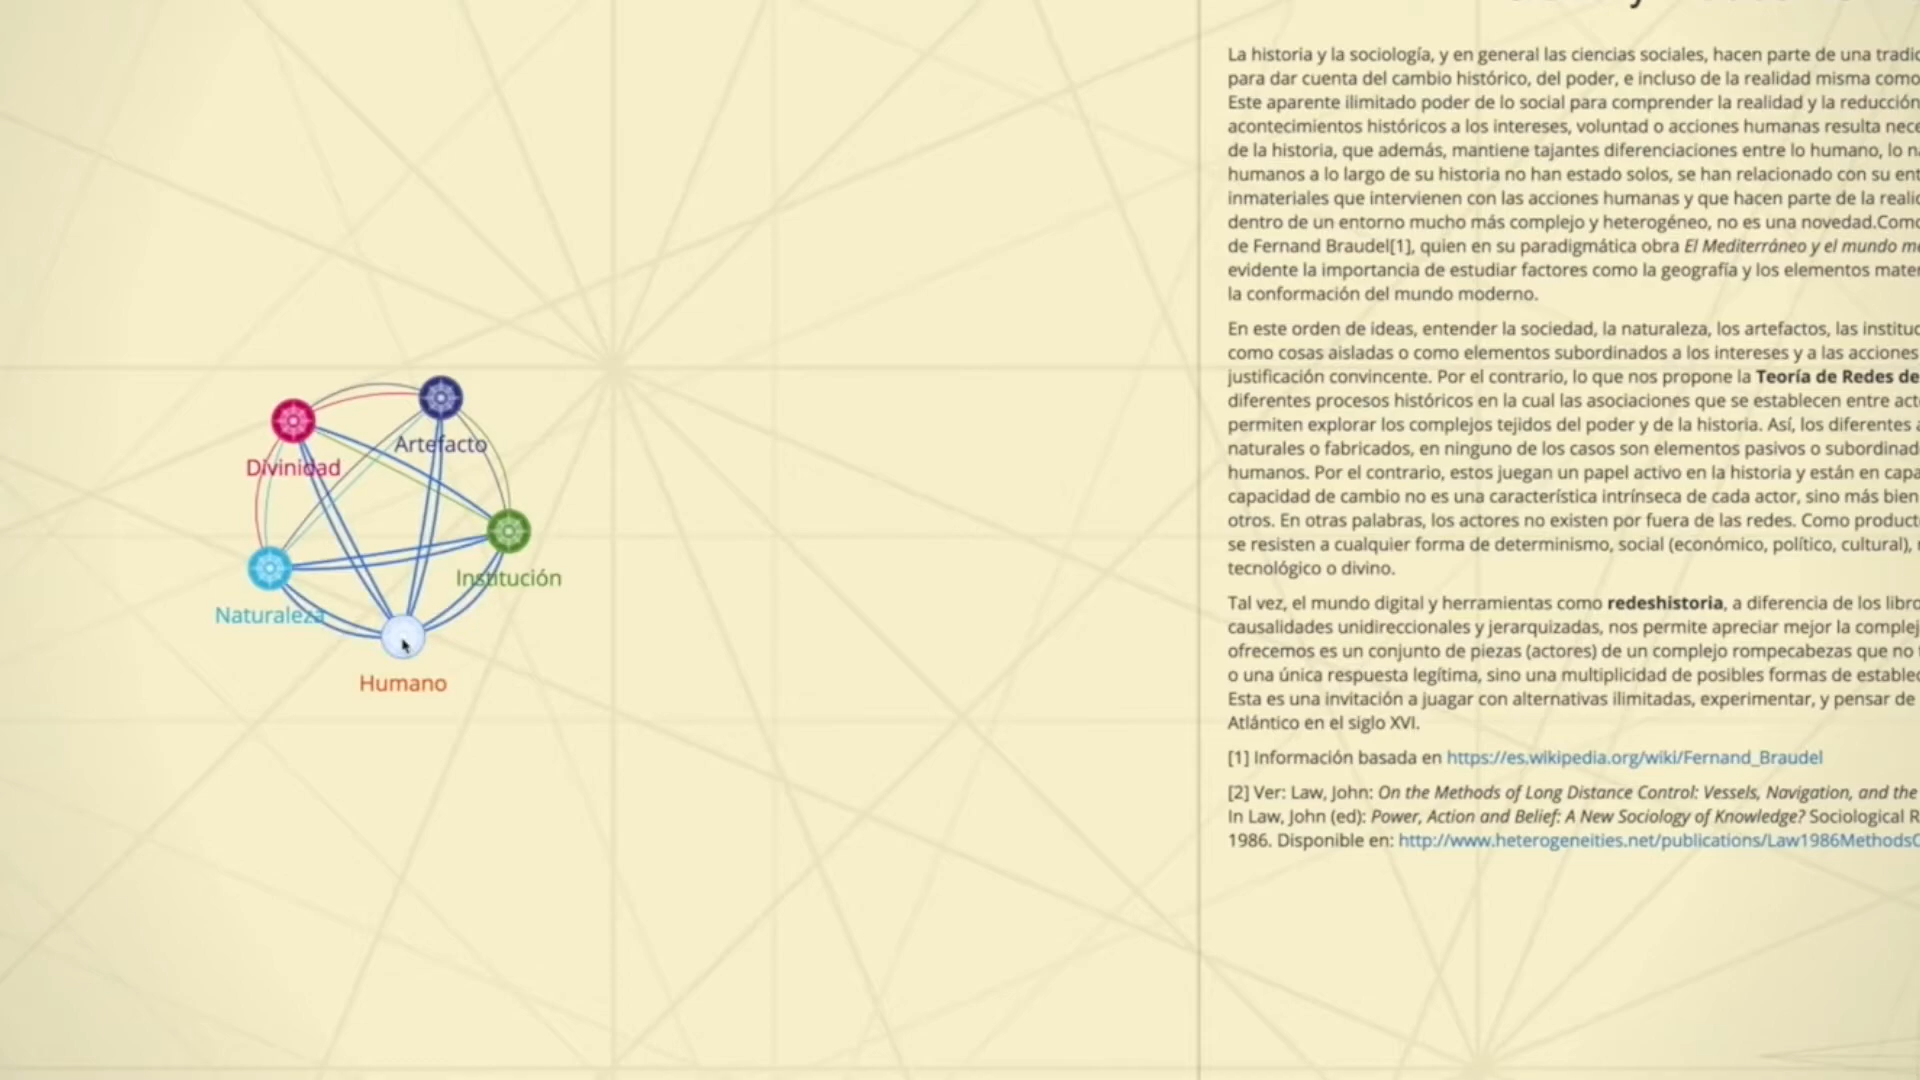 Artefacto
Divinidad
Institución
Naturaleza
Humano
La historia y la sociología, y en general las ciencias sociales, hacen parte de una
para dar cuenta del cambio histórico, del poder, e incluso de la realidad misma como
Este aparente ilimitado poder de lo social para comprender la realidad y la reducción
acontecimientos históricos a los intereses, voluntad o acciones humanas resulta
de la historia, que además, mantiene tajantes diferenciaciones entre lo humano, lo
humanos a lo largo de su historia no han estado solos, se han relacionado con su
inmateriales que intervienen con las acciones humanas y que hacen parte de la
dentro de un entorno mucho más complejo y heterogéneo, no es una novedad.Como
de Fernand Braudel[1], quien en su paradigmática obra El Mediterráneo y el mundo
evidente la importancia de estudiar factores como la geografía y los elementos
la conformación del mundo moderno.
En este orden de ideas, entender la sociedad, la naturaleza, los artefactos, las
como cosas aisladas o como elementos subordinados a los intereses y a las acciones
justificación convincente. Por el contrario, lo que nos propone la Teoría de Redes de
diferentes procesos históricos en la cual las asociaciones que se establecen entre
permiten explorar los complejos tejidos del poder y de la historia. Así, los diferentes
naturales o fabricados, en ninguno de los casos son elementos pasivos o
humanos. Por el contrario, estos juegan un papel activo en la historia y están en
capacidad de cambio no es una característica intrínseca de cada actor, sino más bien
otros. En otras palabras, los actores no existen por fuera de las redes. Como
se resisten a cualquier forma de determinismo, social (económico, político, cultural),
tecnológico o divino.
Tal vez, el mundo digital y herramientas como redeshistoria, a diferencia de los
causalidades unidireccionales y jerarquizadas, nos permite apreciar mejor la
ofrecemos es un conjunto de piezas (actores) de un complejo rompecabezas que no
o una única respuesta legítima, sino una multiplicidad de posibles formas de
Esta es una invitación a juagar con alternativas ilimitadas, experimentar, y pensar de
Atlántico en el siglo XVI.
[1] Información basada en https://es.wikipedia.org/wiki/Fernand_Braudel
[2] Ver: Law, John: On the Methods of Long Distance Control: Vessels, Navigation, and the
In Law, John (ed): Power, Action and Belief: A New Sociology of Knowledge? Sociological
1986. Disponible en: http://www.heterogeneities.net/publications/Law1986Methods